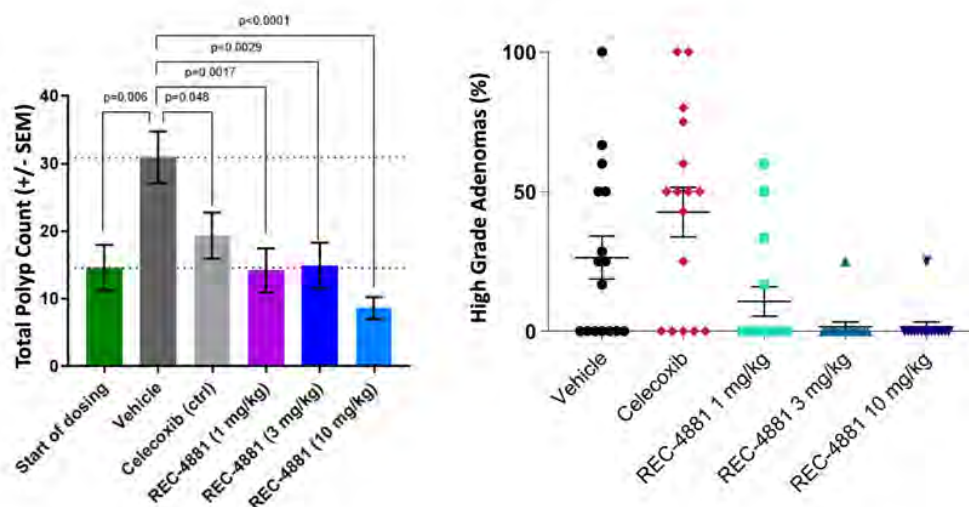 p<0.0001
p<0.0029
p=0.0017
p=0.006
p=0.048
Total Polyp Count (+/- SEM)
40
30
20
10
0
Start of dosing
Vehicle
Celecoxib (ctrl)
REC-4881 (1 mg/kg)
REC-4881 (3 mg/kg)
REC-4881 (10 mg/kg)
High Grade Adenomas (%)
100
50
0
Vehicle
Celecoxib
REC-4881 1 mg/kg
REC-4881 3 mg/kg
REC-4881 10 mg/kg